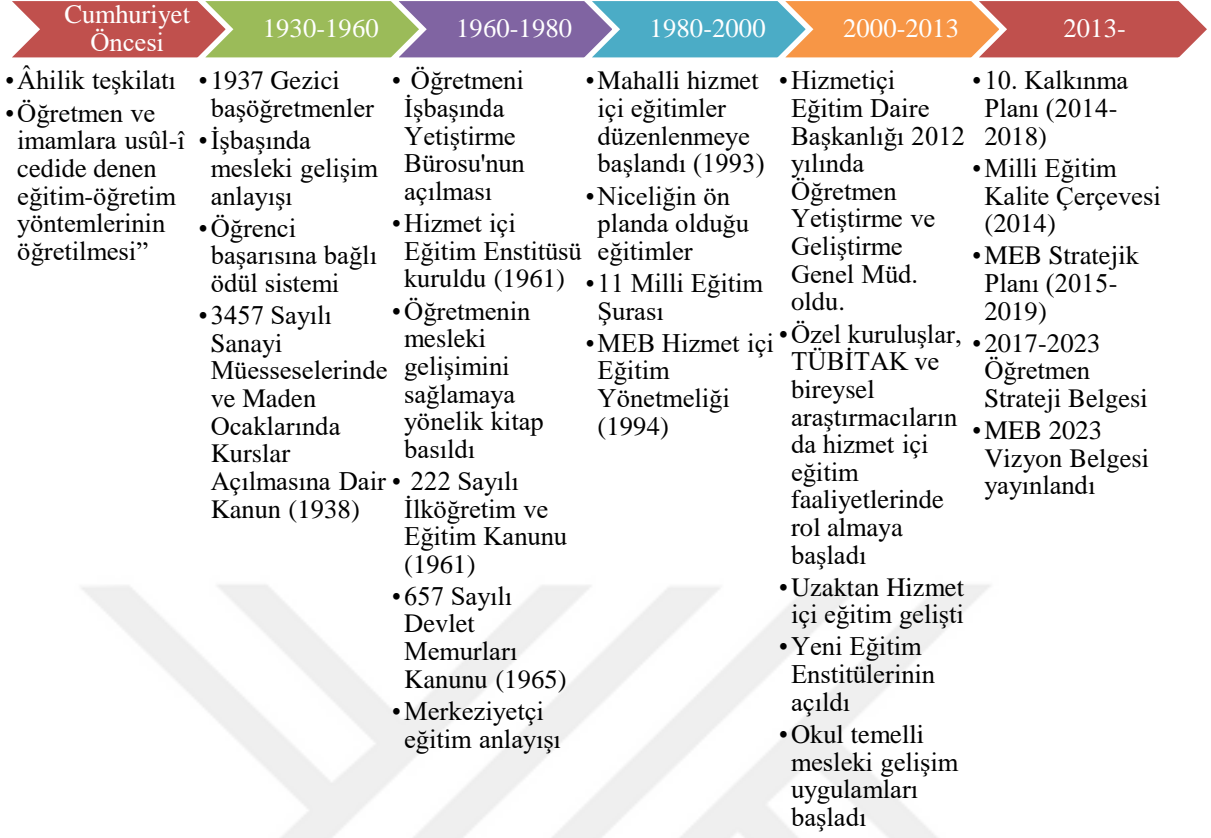 Cumhuriyet
Öncesi
•Âhilik teşkilatı
•Öğretmen ve
imamlara usûl-î
cedide denen
eğitim-öğretim
yöntemlerinin
öğretilmesi”
1930-1960
•1937 Gezici
başöğretmenler
•İşbaşında
mesleki gelişim
anlayışı
•Öğrenci
başarısına bağlı
ödül sistemi
•3457 Sayılı
Sanayi
Müesseselerinde
ve Maden
Ocaklarında
Kurslar
Açılmasına Dair
Kanun (1938)
1960-1980
• Öğretmeni
İşbaşında
Yetiştirme
Bürosu'nun
açılması
•Hizmet içi
Eğitim Enstitüsü
kuruldu (1961)
•Öğretmenin
mesleki
gelişimini
sağlamaya
yönelik kitap
basıldı
• 222 Sayılı
İlköğretim ve
Eğitim Kanunu
(1961)
•657 Sayılı
Devlet
Memurları
Kanunu (1965)
•Merkeziyetçi
eğitim anlayışı
1980-2000
•Mahalli hizmet
içi eğitimler
düzenlenmeye
başlandı (1993)
•Niceliğin ön
planda olduğu
eğitimler
•11 Milli Eğitim
Şurası
•MEB Hizmet içi
Eğitim
Yönetmeliği
(1994)
2000-2013
•Hizmetiçi
Eğitim Daire
Başkanlığı 2012
yılında
Öğretmen
Yetiştirme ve
Geliştirme
Genel Müd.
oldu.
•Özel kuruluşlar,
TÜBİTAK ve
bireysel
araştırmacıların
da hizmet içi
eğitim
faaliyetlerinde
rol almaya
başladı
•Uzaktan Hizmet
içi eğitim gelişti
•Yeni Eğitim
Enstitülerinin
açıldı
•Okul temelli
mesleki gelişim
uygulamları
başladı
2013-
•10. Kalkınma
Planı (2014-
2018)
•Milli Eğitim
Kalite Çerçevesi
(2014)
•MEB Stratejik
Planı (2015-
2019)
•2017-2023
Öğretmen
Strateji Belgesi
•MEB 2023
Vizyon Belgesi
yayınlandı